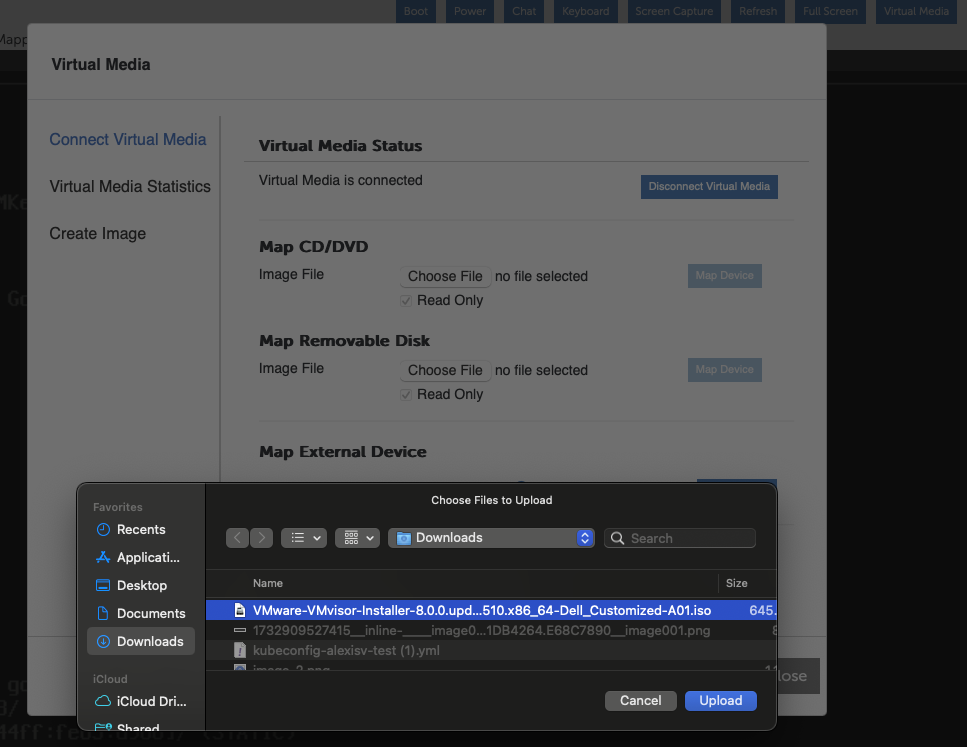 Boot Power Chat Keyboard Screen Capture Refresh Full Screen Virtual Media
Mapp
Virtual Media
Connect Virtual Media
Virtual Media Statistics
Create Image
Virtual Media Status
Virtual Media is connected
Disconnect Virtual Media
Map CD/DVD
Image File Choose File no file selected Map Device
Read Only
Map Removable Disk
Image File Choose File no file selected Map Device
Read Only
Map External Device
Choose Files to Upload
Favorites
Recents
Applicati...
Desktop
Documents
Downloads
iCloud
iCloud Dri...
Shared
Downloads
Search
Name Size
VMware-VMvisor-Installer-8.0.0.upd...510.x86_64-Dell_Customized-A01.iso 645.
1732909527415__inline-____image0...1DB4264.E68C7890__image001.png
kubeconfig-alexisv-test (1).yml
image-2.png
Cancel Upload
lose